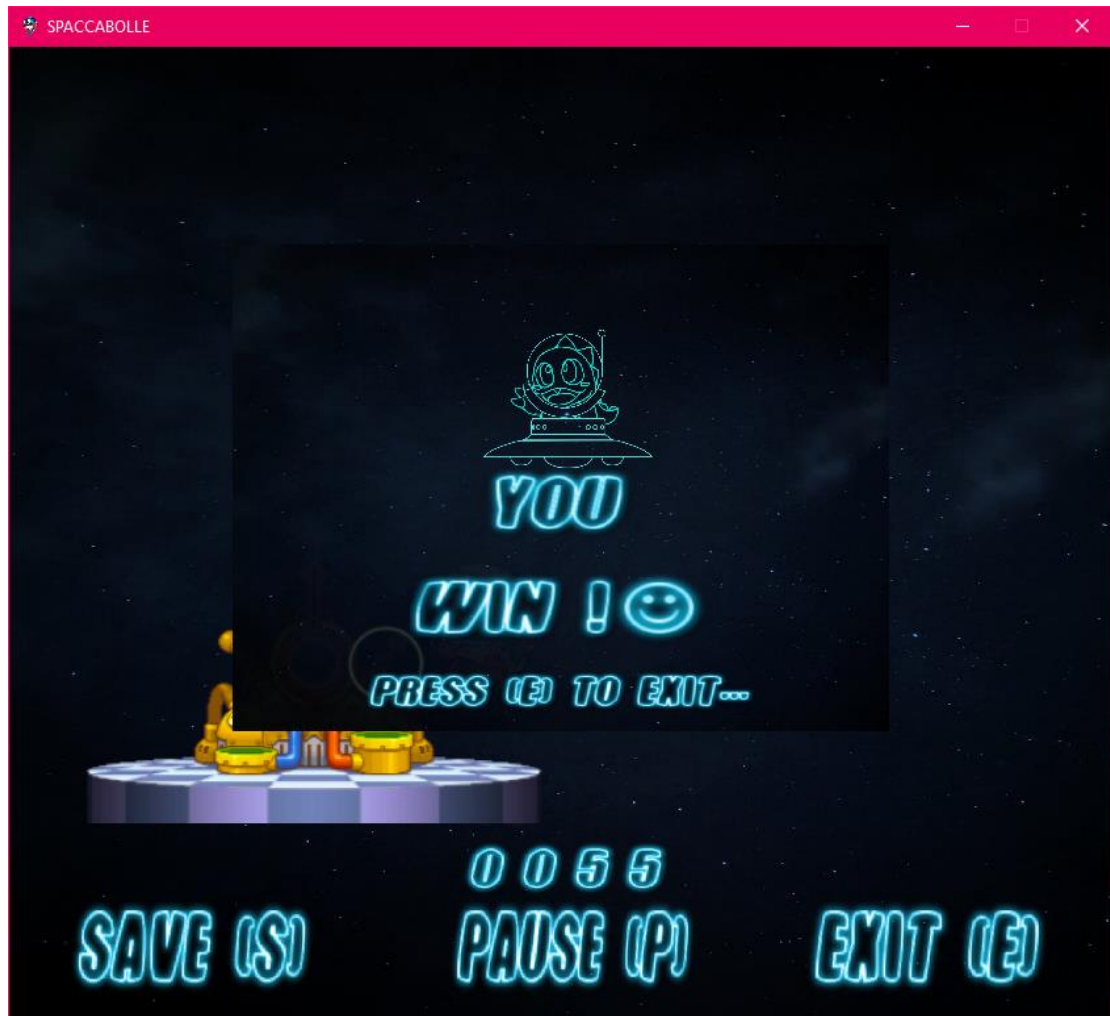 SPACCABOLLE
YOU
WIN !
PRESS (E) TO EXIT...
0055
SAVE (S)
PAUSE (P)
EXIT (E)